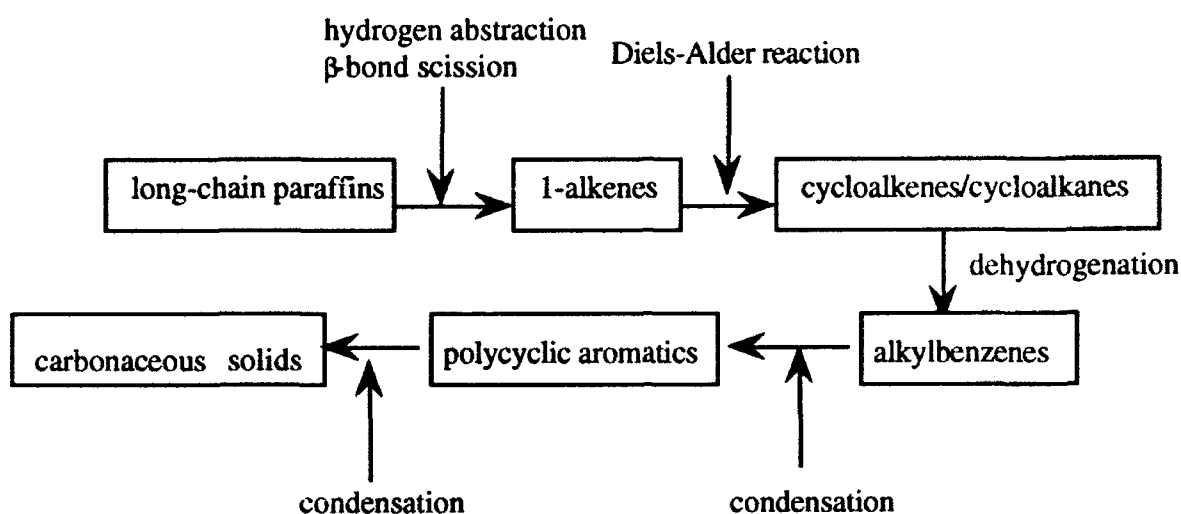 hydrogen abstraction
β-bond scission
Diels-Alder reaction
long-chain paraffins
1-alkenes
cycloalkenes/cycloalkanes
dehydrogenation
alkylbenzenes
polycyclic aromatics
carbonaceous solids
condensation
condensation